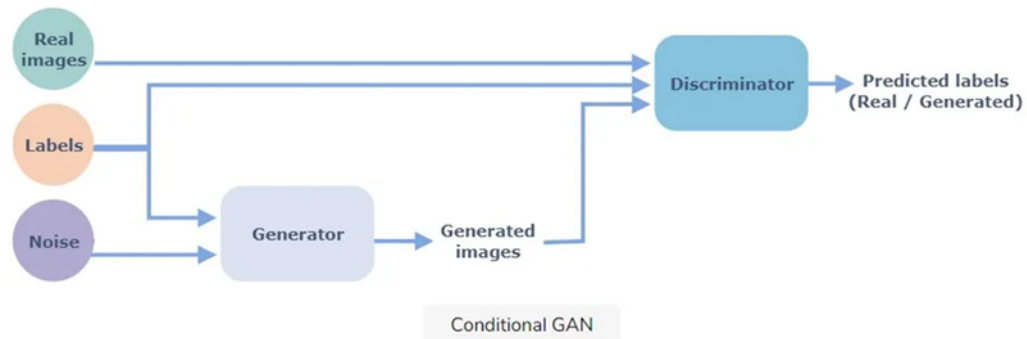 Real
images
Discriminator
Predicted labels
(Real / Generated)
Labels
Noise
Generator
Generated
images
Conditional GAN